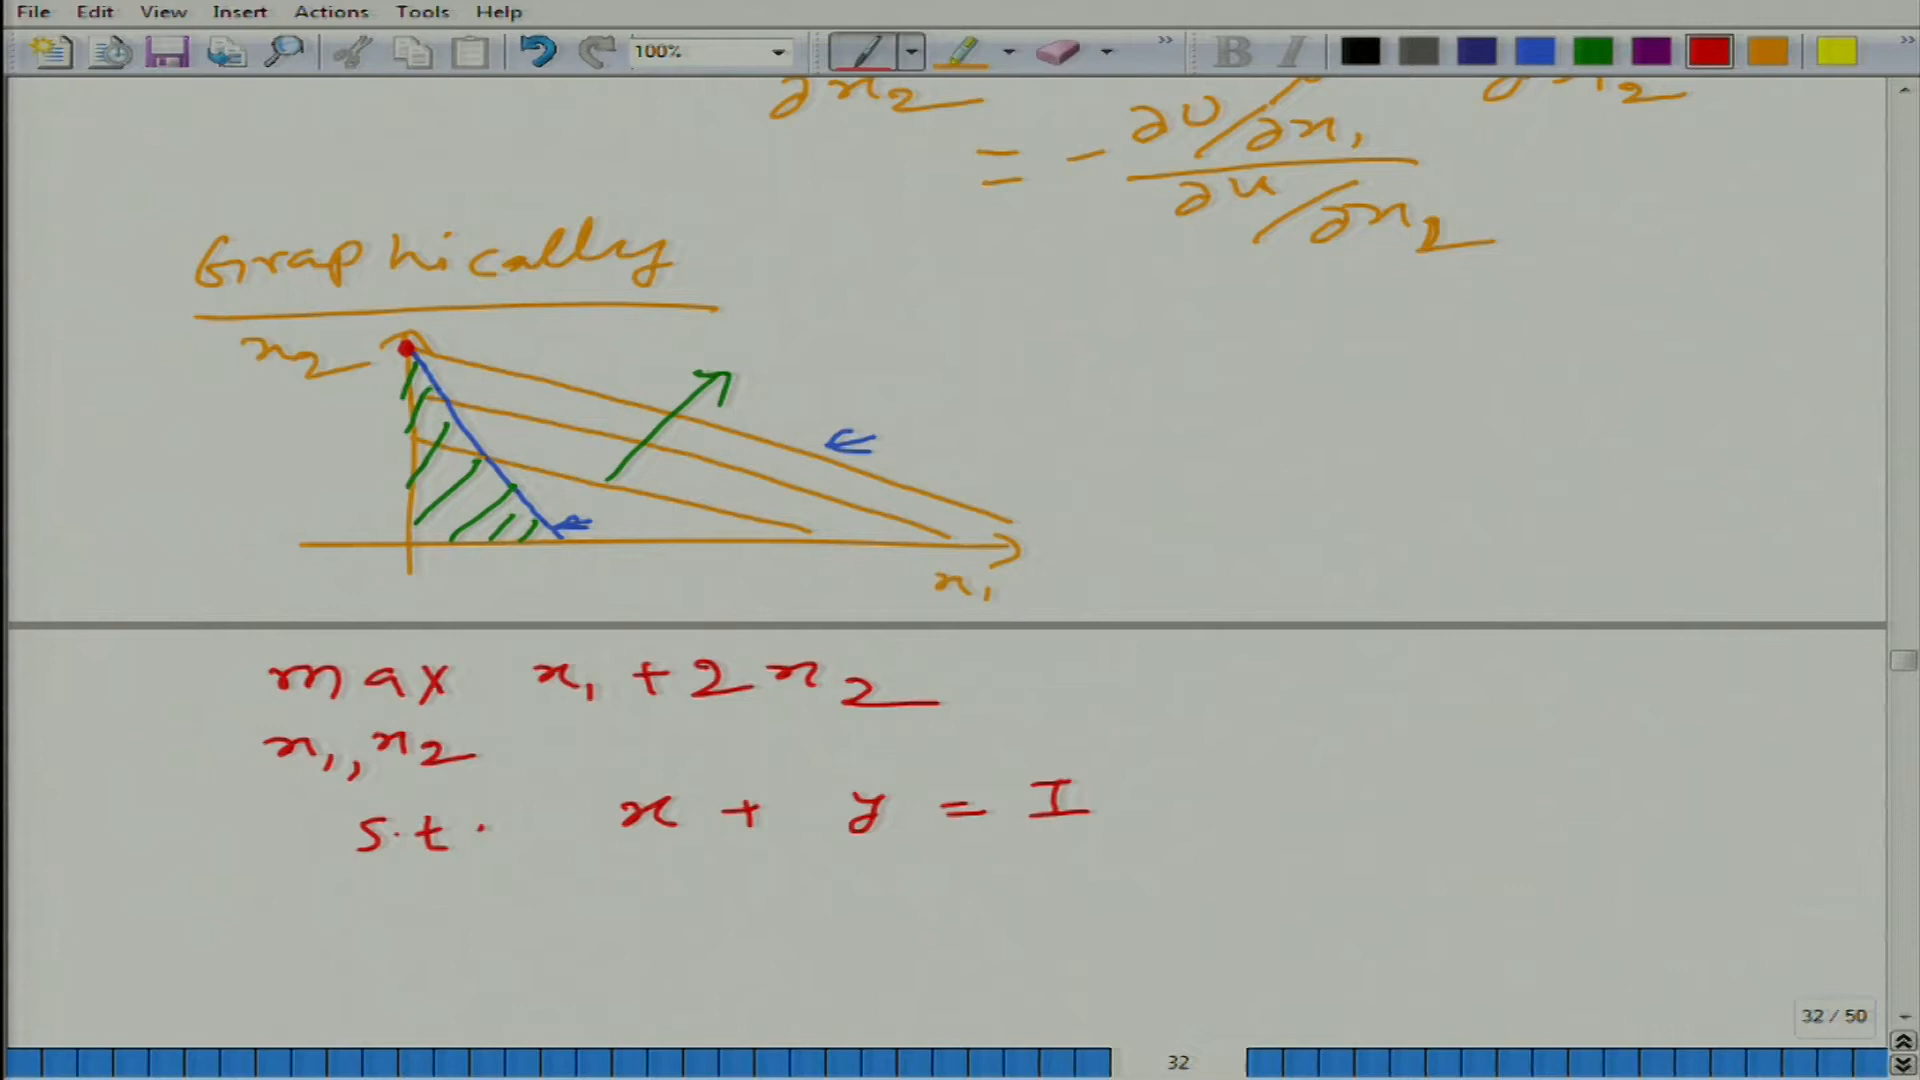 File Edit View Insert Actions Tools Help
100%
B I
∂x2
= - ∂U/∂x1
∂u/∂x2
Graphically
x2
x1
max x1 + 2x2
x1, x2
s.t. x + y = I
32 / 50
32